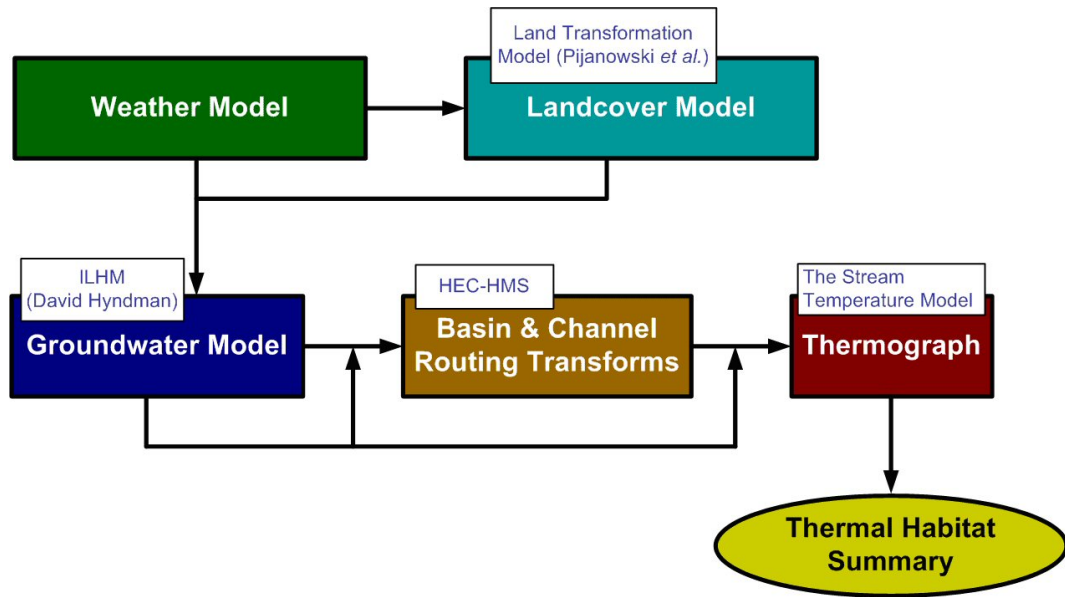 Land Transformation
Model (Pijanowski et al.)
Weather Model
Landcover Model
ILHM
(David Hyndman)
Groundwater Model
HEC-HMS
Basin & Channel
Routing Transforms
The Stream
Temperature Model
Thermograph
Thermal Habitat
Summary